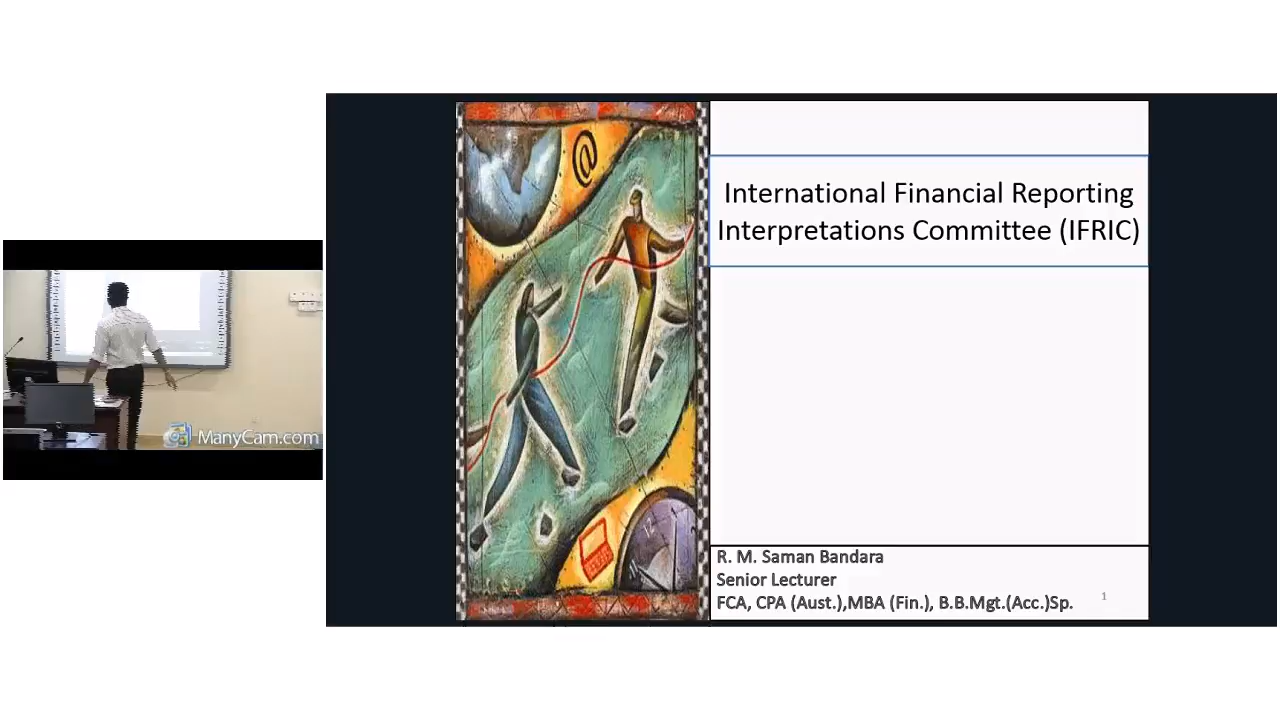 @
International Financial Reporting
Interpretations Committee (IFRIC)
R. M. Saman Bandara
Senior Lecturer
FCA, CPA (Aust.),MBA (Fin.), B.B.Mgt.(Acc.)Sp.
1
ManyCam.com